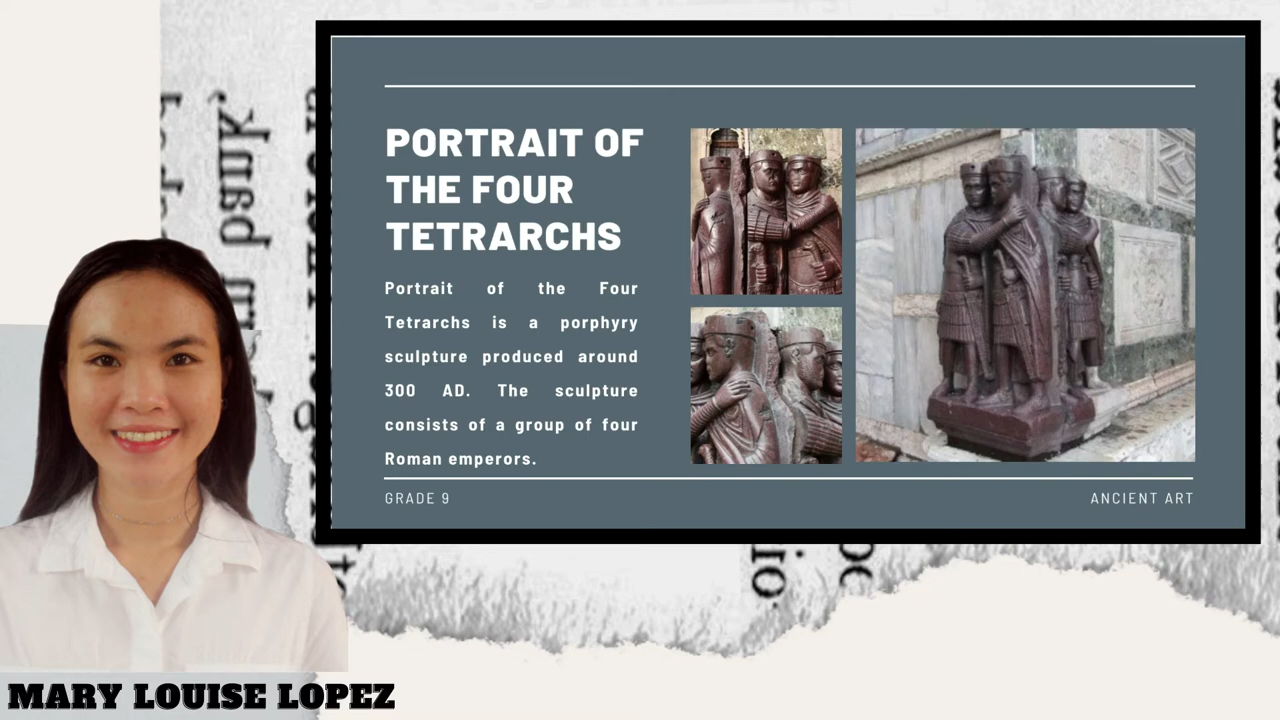 PORTRAIT OF
THE FOUR
TETRARCHS
Portrait of the Four
Tetrarchs is a porphyry
sculpture produced around
300 AD. The sculpture
consists of a group of four
Roman emperors.
GRADE 9
ANCIENT ART
MARY LOUISE LOPEZ